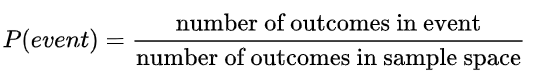 P(event) = number of outcomes in event / number of outcomes in sample space